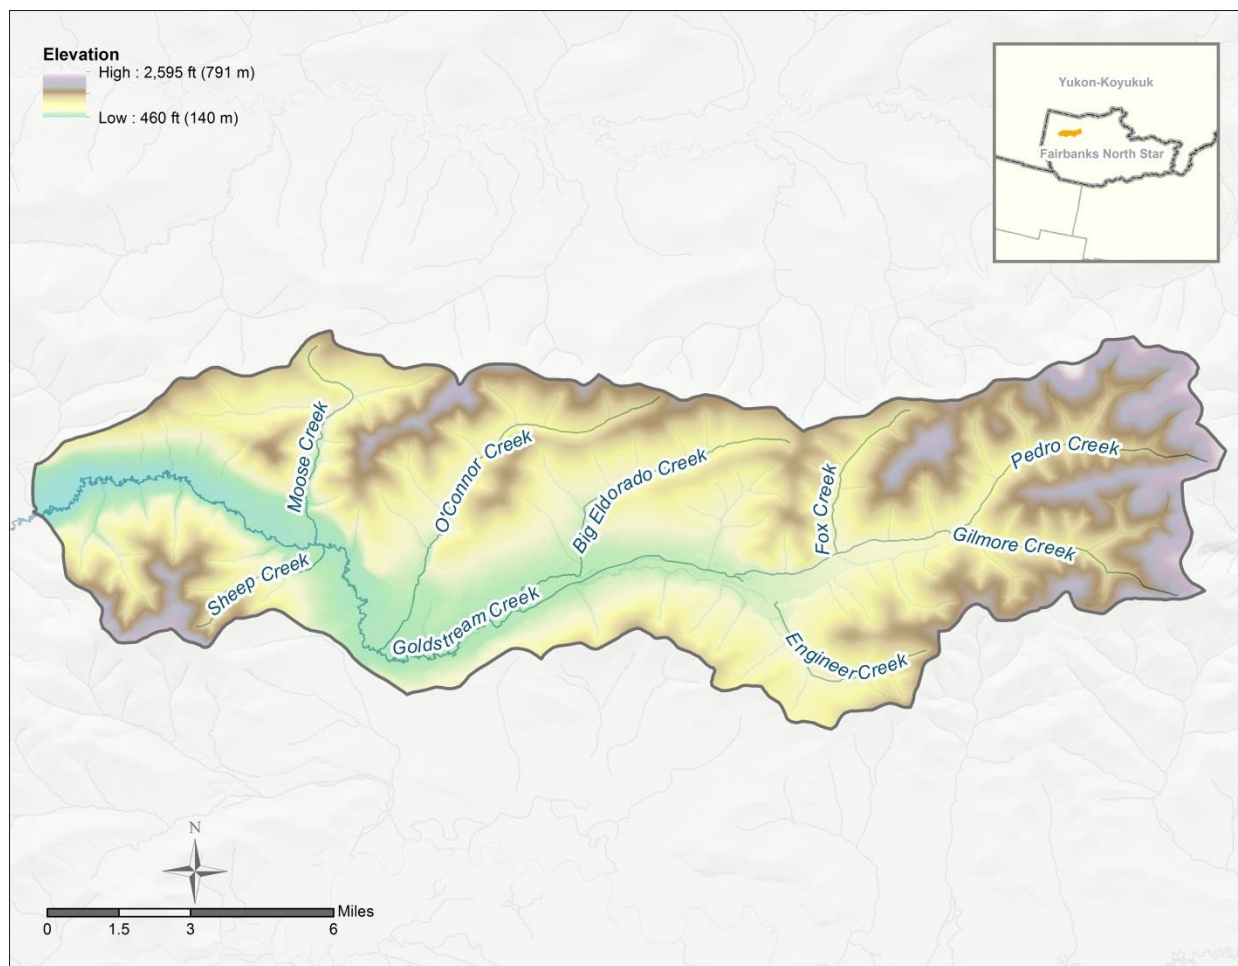 Elevation
High : 2,595 ft (791 m)
Low : 460 ft (140 m)
Yukon-Koyukuk
Fairbanks North Star
Moose Creek
O'Connor Creek
Big Eldorado Creek
Fox Creek
Pedro Creek
Gilmore Creek
Sheep Creek
Goldstream Creek
Engineer Creek
N
Miles
0 1.5 3 6